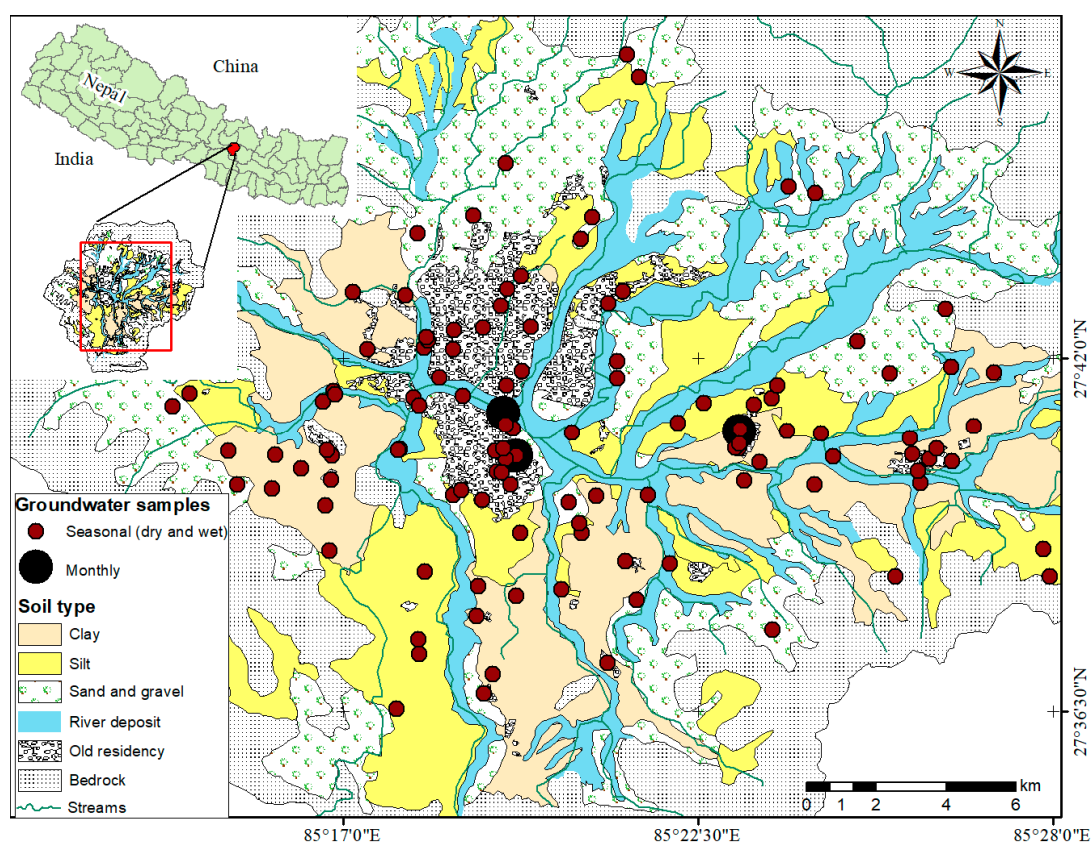 China
Nepal
India
N
W
E
S
27°42'0"N
27°36'30"N
Groundwater samples
Seasonal (dry and wet)
Monthly
Soil type
Clay
Silt
Sand and gravel
River deposit
Old residency
Bedrock
Streams
km
0 1 2 4 6
85°17'0"E
85°22'30"E
85°28'0"E